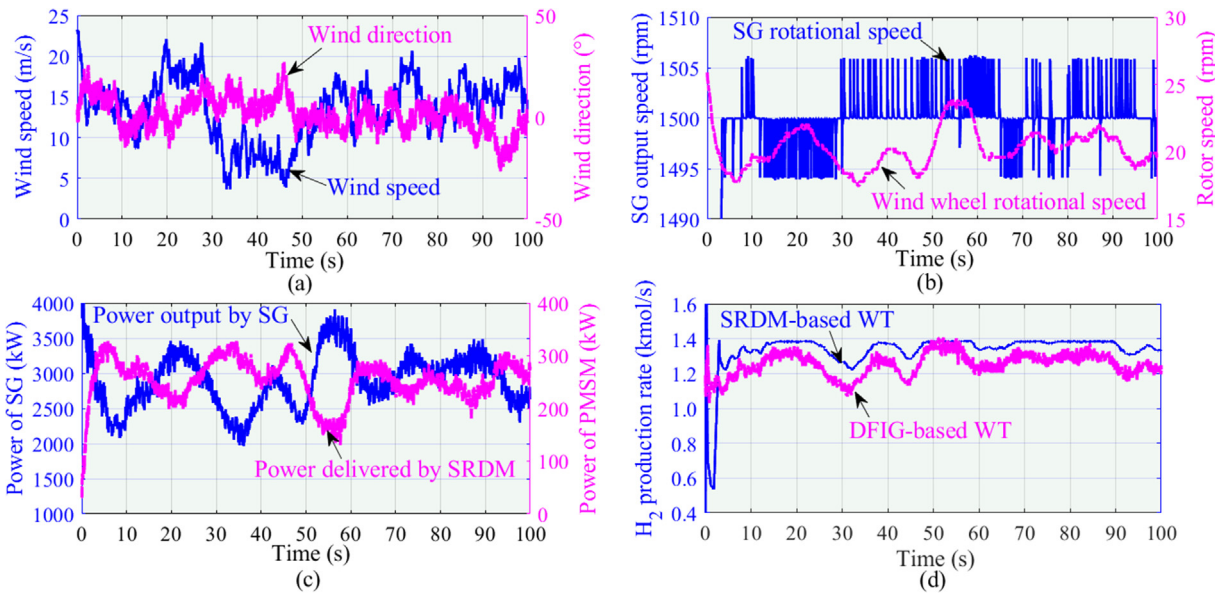 25
20
15
10
5
0
Wind speed (m/s)
50
0
-50
Wind direction (°)
Wind direction
Wind speed
0 10 20 30 40 50 60 70 80 90 100
Time (s)
(a)
1510
1505
1500
1495
1490
SG output speed (rpm)
30
25
20
15
Rotor speed (rpm)
SG rotational speed
Wind wheel rotational speed
0 10 20 30 40 50 60 70 80 90 100
Time (s)
(b)
4000
3500
3000
2500
2000
1500
1000
Power of SG (kW)
400
300
200
100
0
Power of PMSM (kW)
Power output by SG
Power delivered by SRDM
0 10 20 30 40 50 60 70 80 90 100
Time (s)
(c)
1.6
1.4
1.2
1.0
0.8
0.6
0.4
H2 production rate (kmol/s)
SRDM-based WT
DFIG-based WT
0 10 20 30 40 50 60 70 80 90 100
Time (s)
(d)